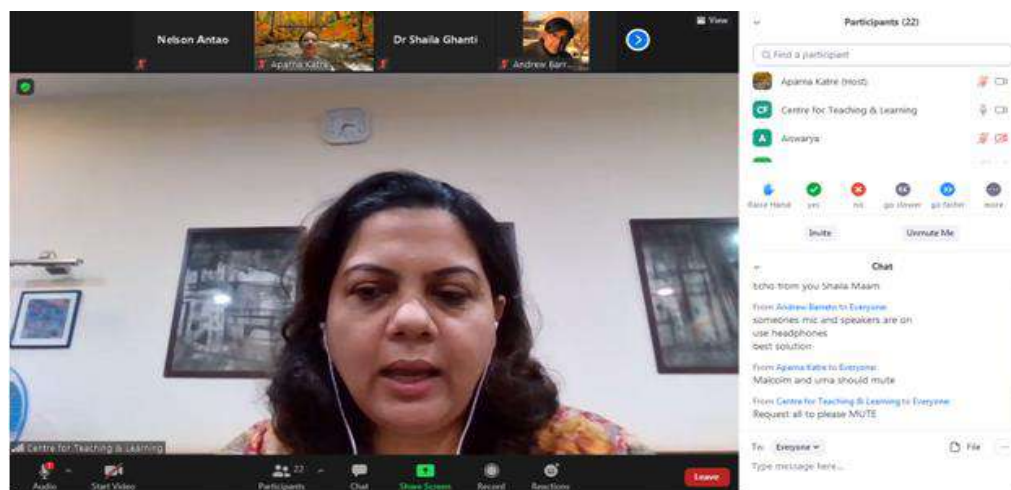 View
Nelson Antao
Aparna Katre
Dr Shaila Ghanti
Andrew Barr...
Centre for Teaching & Learning
Audio
Start Video
22
Participants
Chat
Share Screen
Record
Reactions
Leave
Participants (22)
Find a participant
Aparna Katre (Host)
CF Centre for Teaching & Learning
A Aiswarya
Raise Hand yes no go slower go faster more
Invite Unmute Me
Chat
Echo from you Shaila Maam
From Andrew Barreto to Everyone:
someones mic and speakers are on
use headphones
best solution
From Aparna Katre to Everyone:
Malcolm and uma should mute
From Centre for Teaching & Learning to Everyone:
Request all to please MUTE
To: Everyone File ...
Type message here...